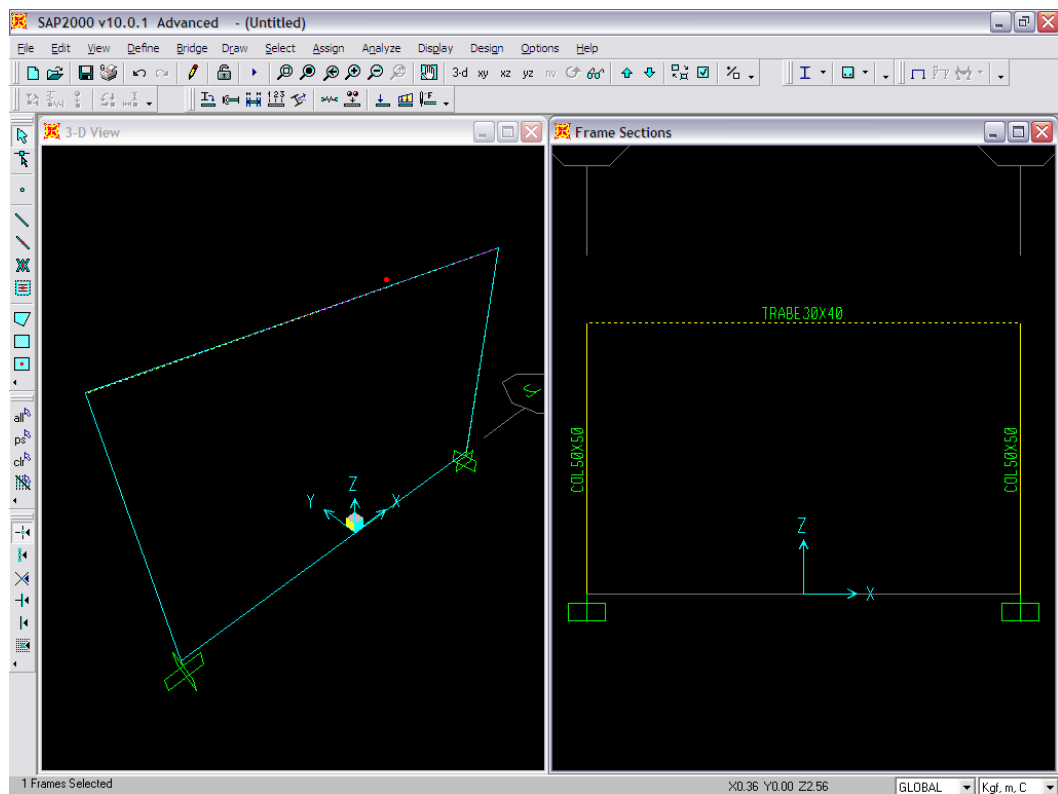 SAP2000 v10.0.1 Advanced - (Untitled)
File Edit View Define Bridge Draw Select Assign Analyze Display Design Options Help
3-d xy xz yz nv
3-D View
Frame Sections
all
ps
clr
TRABE30X40
COL50X50
COL50X50
Z
Y
X
Z
X
1 Frames Selected
X0.36 Y0.00 Z2.56
GLOBAL
Kgf, m, C